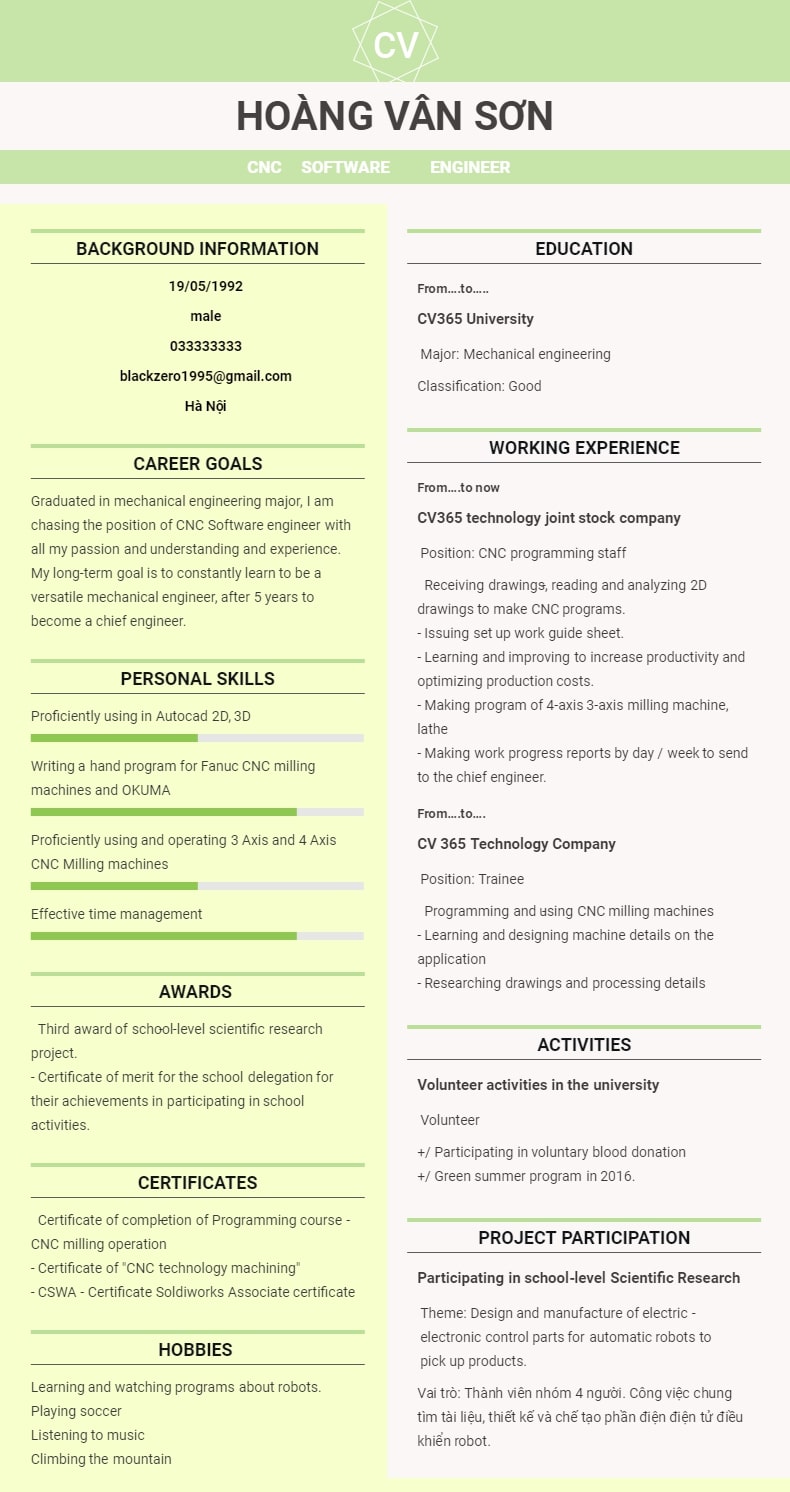 CV
HOÀNG VÂN SƠN
CNC SOFTWARE ENGINEER
BACKGROUND INFORMATION
19/05/1992
male
033333333
blackzero1995@gmail.com
Hà Nội
CAREER GOALS
Graduated in mechanical engineering major, I am
chasing the position of CNC Software engineer with
all my passion and understanding and experience.
My long-term goal is to constantly learn to be a
versatile mechanical engineer, after 5 years to
become a chief engineer.
PERSONAL SKILLS
Proficiently using in Autocad 2D, 3D
Writing a hand program for Fanuc CNC milling
machines and OKUMA
Proficiently using and operating 3 Axis and 4 Axis
CNC Milling machines
Effective time management
AWARDS
Third award of school-level scientific research
project.
- Certificate of merit for the school delegation for
their achievements in participating in school
activities.
CERTIFICATES
Certificate of completion of Programming course -
CNC milling operation
- Certificate of "CNC technology machining"
- CSWA - Certificate Soldiworks Associate certificate
HOBBIES
Learning and watching programs about robots.
Playing soccer
Listening to music
Climbing the mountain
EDUCATION
From....to.....
CV365 University
Major: Mechanical engineering
Classification: Good
WORKING EXPERIENCE
From....to now
CV365 technology joint stock company
Position: CNC programming staff
Receiving drawings, reading and analyzing 2D
drawings to make CNC programs.
- Issuing set up work guide sheet.
- Learning and improving to increase productivity and
optimizing production costs.
- Making program of 4-axis 3-axis milling machine,
lathe
- Making work progress reports by day / week to send
to the chief engineer.
From....to....
CV 365 Technology Company
Position: Trainee
Programming and using CNC milling machines
- Learning and designing machine details on the
application
- Researching drawings and processing details
ACTIVITIES
Volunteer activities in the university
Volunteer
+/ Participating in voluntary blood donation
+/ Green summer program in 2016.
PROJECT PARTICIPATION
Participating in school-level Scientific Research
Theme: Design and manufacture of electric -
electronic control parts for automatic robots to
pick up products.
Vai trò: Thành viên nhóm 4 người. Công việc chung
tìm tài liệu, thiết kế và chế tạo phần điện điện tử điều
khiển robot.